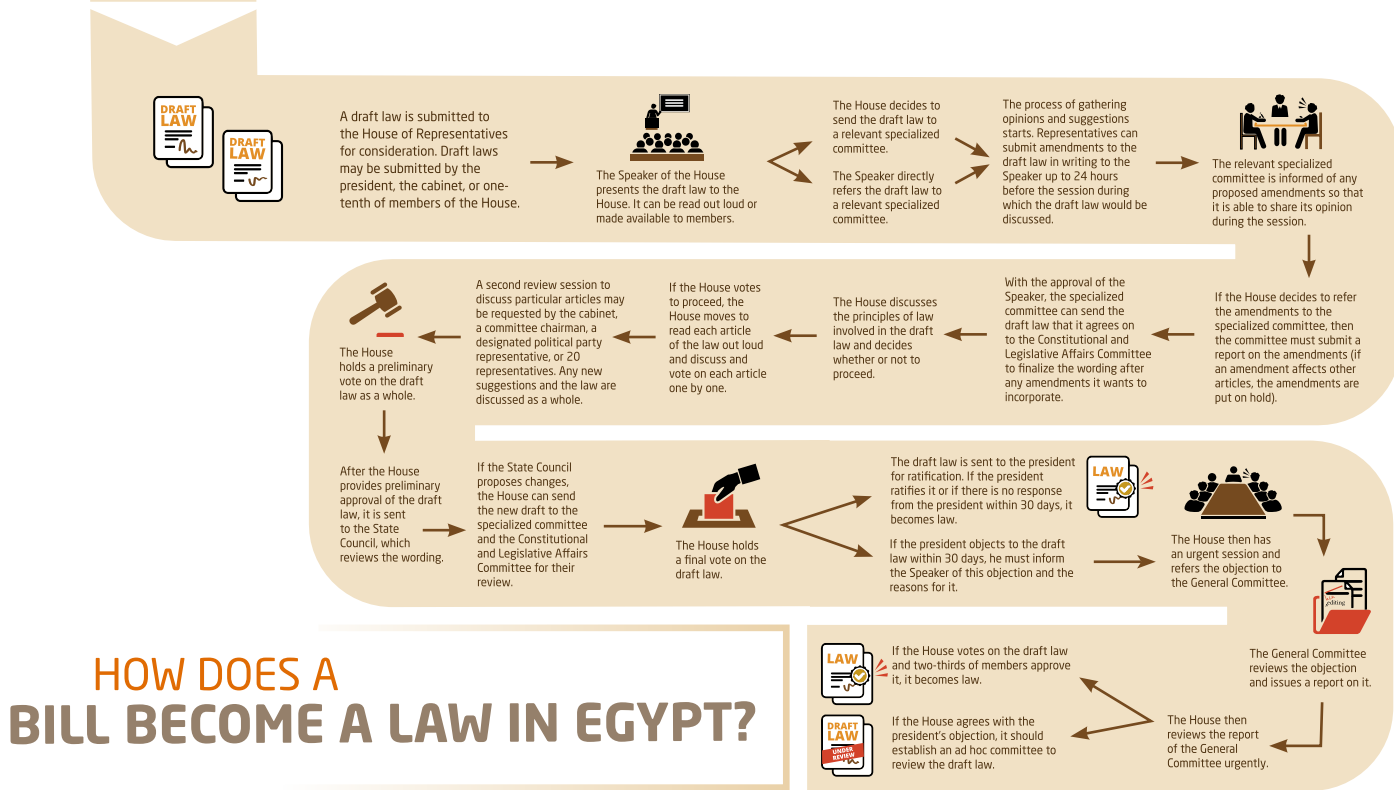 DRAFT
LAW
DRAFT
LAW
A draft law is submitted to
the House of Representatives
for consideration. Draft laws
may be submitted by the
president, the cabinet, or one-
tenth of members of the House.
The Speaker of the House
presents the draft law to the
House. It can be read out loud or
made available to members.
The House decides to
send the draft law to
a relevant specialized
committee.
The Speaker directly
refers the draft law to
a relevant specialized
committee.
The process of gathering
opinions and suggestions
starts. Representatives can
submit amendments to the
draft law in writing to the
Speaker up to 24 hours
before the session during
which the draft law would be
discussed.
The relevant specialized
committee is informed of any
proposed amendments so that
it is able to share its opinion
during the session.
If the House decides to refer
the amendments to the
specialized committee, then
the committee must submit a
report on the amendments (if
an amendment affects other
articles, the amendments are
put on hold).
With the approval of the
Speaker, the specialized
committee can send the
draft law that it agrees on
to the Constitutional and
Legislative Affairs Committee
to finalize the wording after
any amendments it wants to
incorporate.
The House discusses
the principles of law
involved in the draft
law and decides
whether or not to
proceed.
If the House votes
to proceed, the
House moves to
read each article
of the law out loud
and discuss and
vote on each article
one by one.
A second review session to
discuss particular articles may
be requested by the cabinet,
a committee chairman, a
designated political party
representative, or 20
representatives. Any new
suggestions and the law are
discussed as a whole.
The House
holds a preliminary
vote on the draft
law as a whole.
After the House
provides preliminary
approval of the draft
law, it is sent
to the State
Council, which
reviews the wording.
If the State Council
proposes changes,
the House can send
the new draft to the
specialized committee
and the Constitutional
and Legislative Affairs
Committee for their
review.
The House holds
a final vote on the
draft law.
The draft law is sent to the president
for ratification. If the president
ratifies it or if there is no response
from the president within 30 days, it
becomes law.
LAW
If the president objects to the draft
law within 30 days, he must inform
the Speaker of this objection and the
reasons for it.
The House then has
an urgent session and
refers the objection to
the General Committee.
editing
The General Committee
reviews the objection
and issues a report on it.
The House then
reviews the report
of the General
Committee urgently.
LAW
If the House votes on the draft law
and two-thirds of members approve
it, it becomes law.
DRAFT
LAW
UNDER
REVIEW
If the House agrees with the
president's objection, it should
establish an ad hoc committee to
review the draft law.
HOW DOES A
BILL BECOME A LAW IN EGYPT?